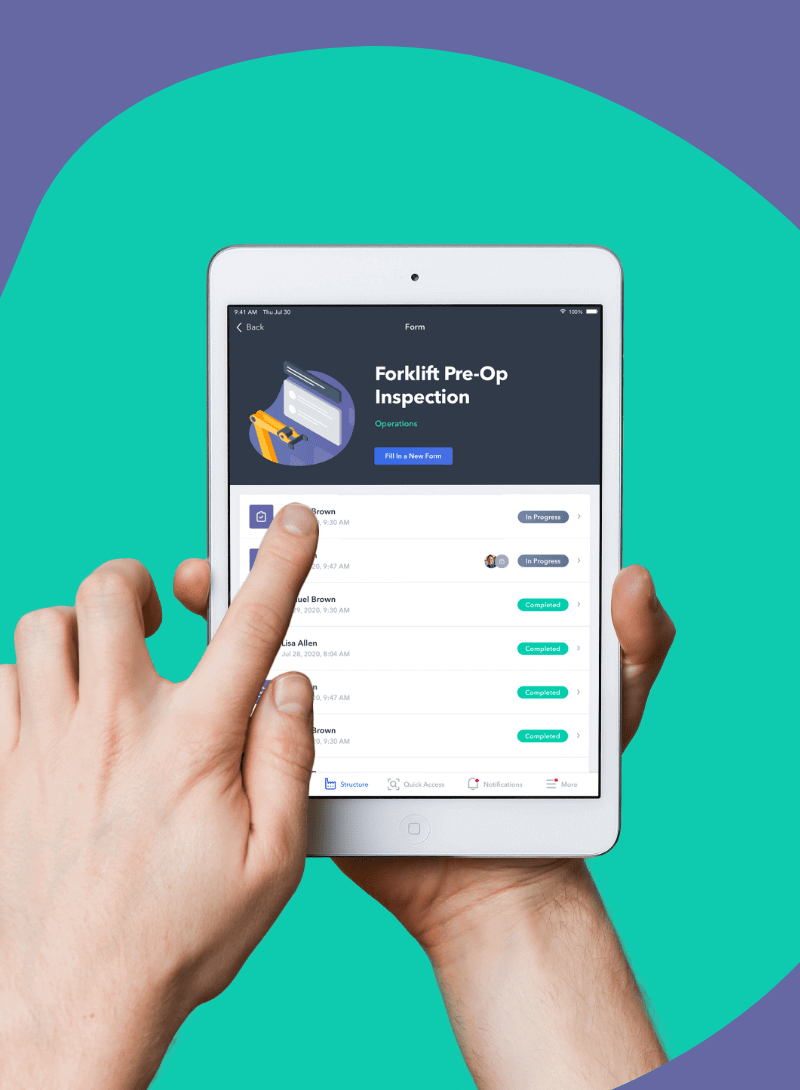 9:41 AM Thu Jul 30
100%
Back
Form
Forklift Pre-Op
Inspection
Operations
Fill In a New Form
Brown
9:30 AM
In Progress
9:47 AM
In Progress
Brown
2020, 9:30 AM
Completed
Lisa Allen
Jul 28, 2020, 8:04 AM
Completed
9:47 AM
Completed
Brown
9:30 AM
Completed
Structure
Quick Access
Notifications
More